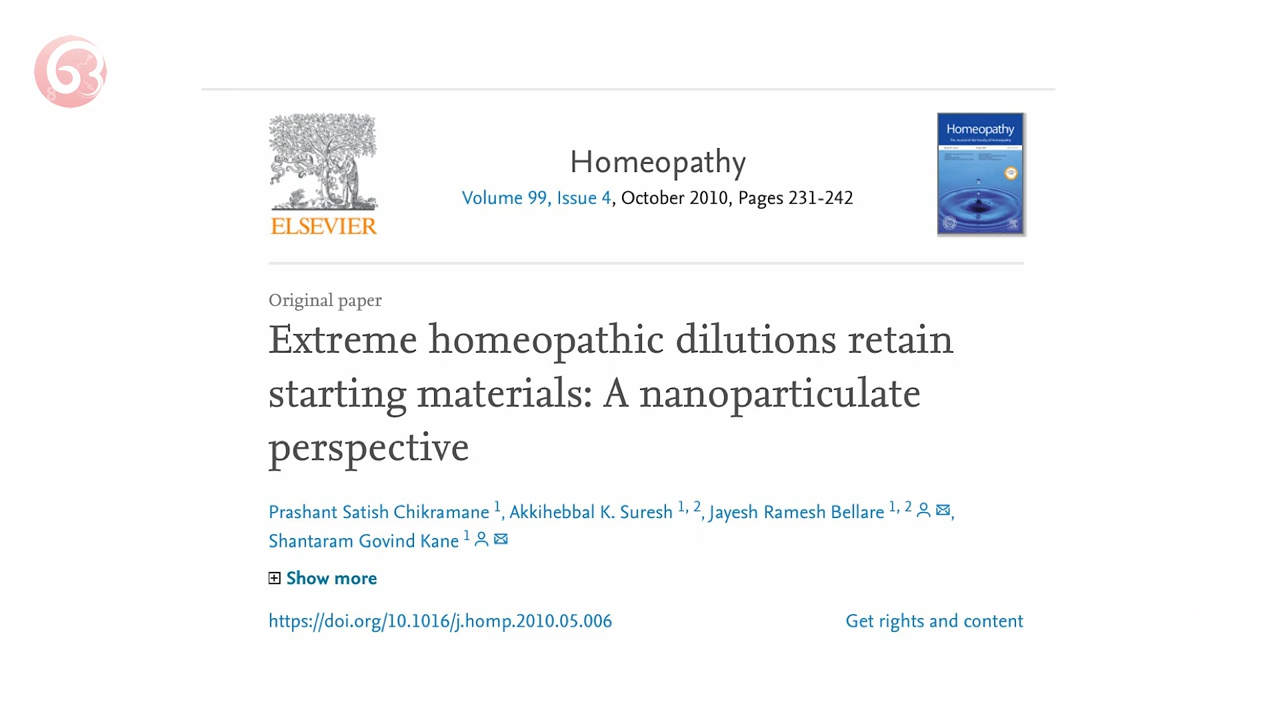 63
Homeopathy
Volume 99, Issue 4, October 2010, Pages 231-242
ELSEVIER
Homeopathy
Original paper
Extreme homeopathic dilutions retain
starting materials: A nanoparticulate
perspective
Prashant Satish Chikramane 1, Akkihebbal K. Suresh 1, 2, Jayesh Ramesh Bellare 1, 2,
Shantaram Govind Kane 1
Show more
https://doi.org/10.1016/j.homp.2010.05.006
Get rights and content